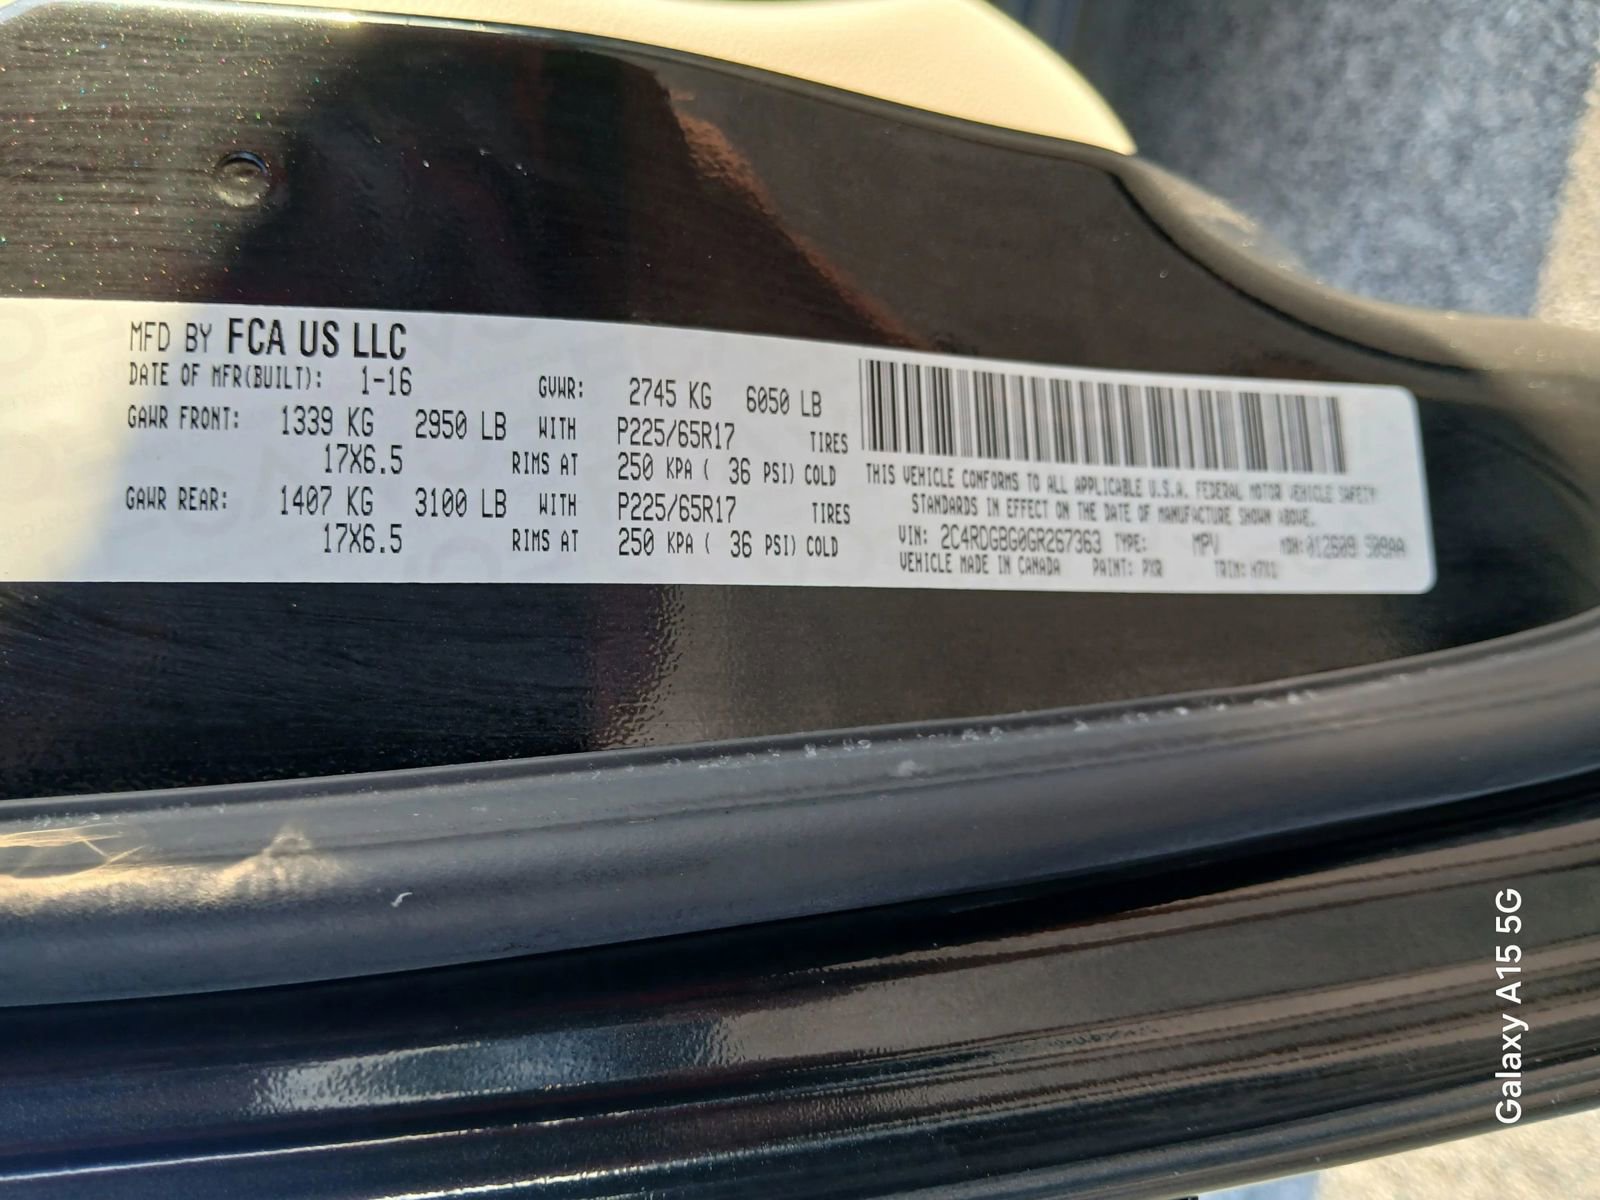 MFD BY FCA US LLC
DATE OF MFR(BUILT): 1-16 GVWR: 2745 KG 6050 LB
GAWR FRONT: 1339 KG 2950 LB WITH P225/65R17 TIRES
17X6.5 RIMS AT 250 KPA ( 36 PSI) COLD
GAWR REAR: 1407 KG 3100 LB WITH P225/65R17 TIRES
17X6.5 RIMS AT 250 KPA ( 36 PSI) COLD
THIS VEHICLE CONFORMS TO ALL APPLICABLE U.S.A. FEDERAL MOTOR VEHICLE SAFETY
STANDARDS IN EFFECT ON THE DATE OF MANUFACTURE SHOWN ABOVE.
VIN: 2C4RDGBG0GR267363 TYPE: MPV MDH:
VEHICLE MADE IN CANADA PAINT: PXR TRIM:
Galaxy A15 5G